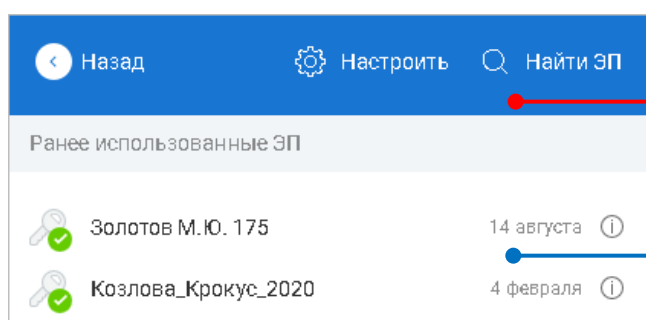 Назад Настроить Найти ЭП
Ранее использованные ЭП
Золотов М.Ю. 175 14 августа
Козлова_Крокус_2020 4 февраля